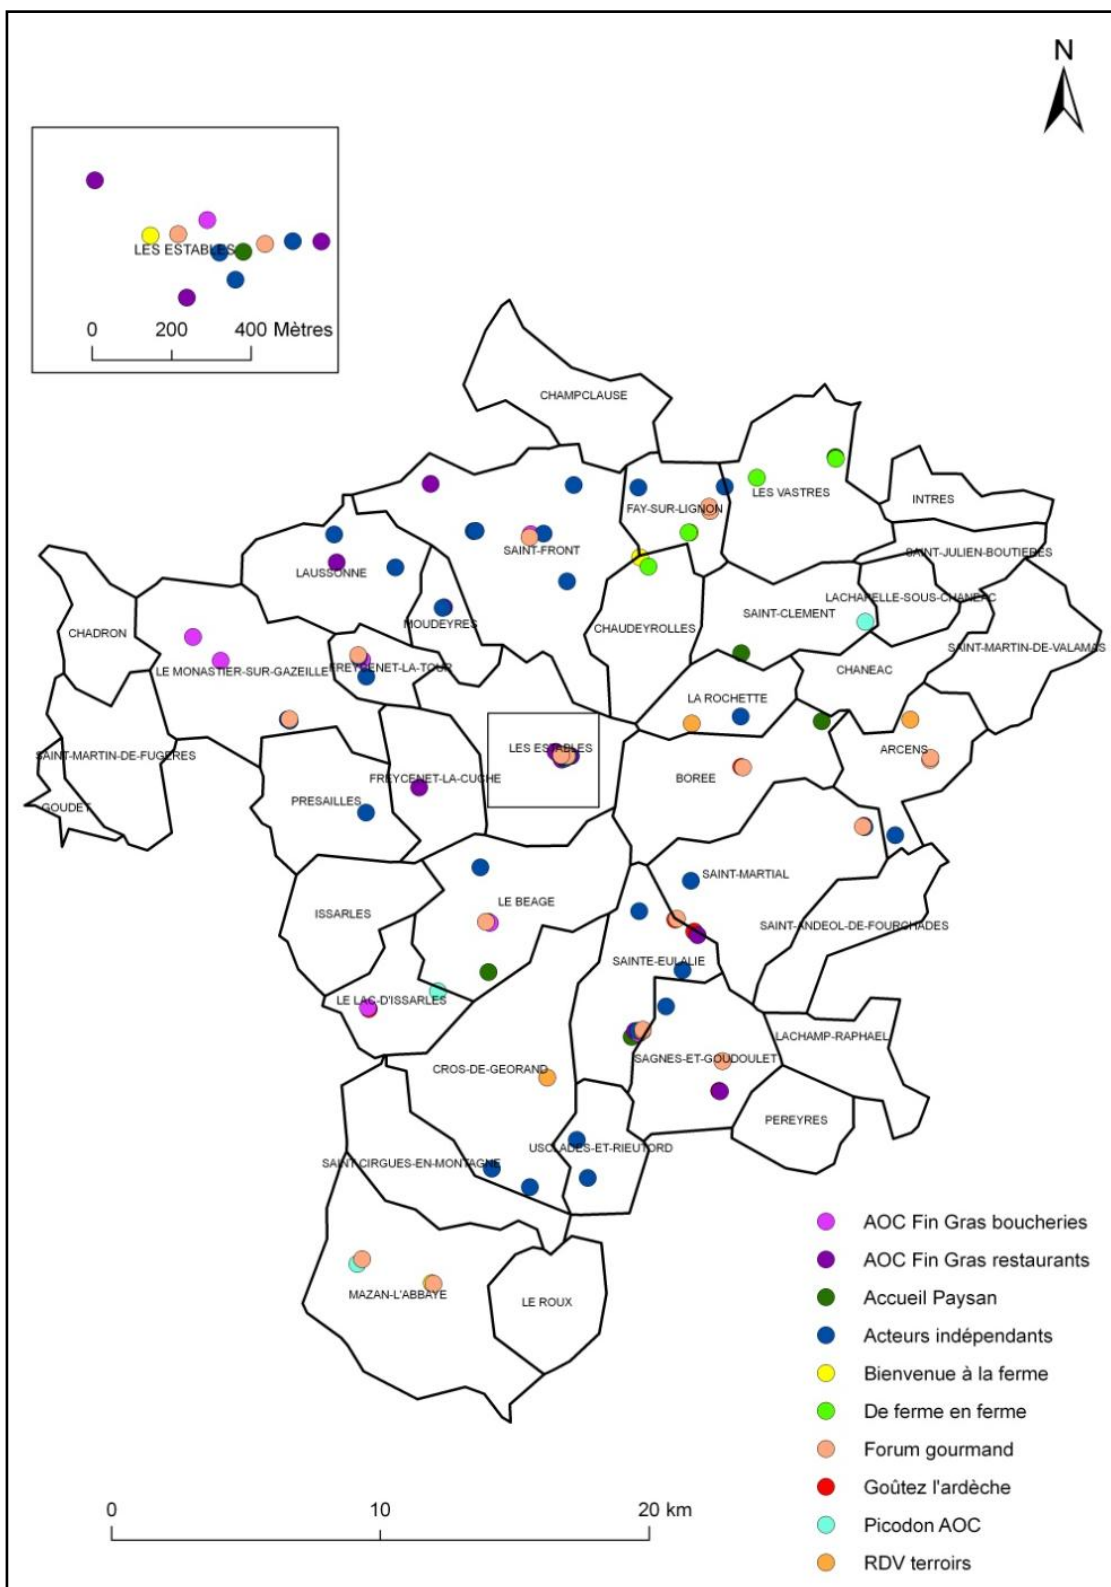 N
LES ESTABLES
0 200 400 Mètres
CHAMPCLAUSE
LES VASTRES
INTRES
FAY-SUR-LIGNON
SAINT-FRONT
SAINT-JULIEN-BOUTIERES
LAUSSONNE
LACHAPELLE-SOUS-CHANEAC
SAINT-CLEMENT
MOUDEYRES
CHAUDEYROLLES
CHADRON
SAINT-MARTIN-DE-VALAMAS
FREYCENET-LA-TOUR
LE MONASTIER-SUR-GAZEILLE
CHANEAC
LA ROCHETTE
LES ESTABLES
ARCENS
SAINT-MARTIN-DE-FUGERES
FREYCENET-LA-CUCHE
BOREE
PRESAILLES
GOUDET
SAINT-MARTIAL
LE BEAGE
ISSARLES
SAINT-ANDEOL-DE-FOURCHADES
SAINTE-EULALIE
LE LAC-D'ISSARLES
LACHAMP-RAPHAEL
SAGNES-ET-GOUDOULET
CROS-DE-GEORAND
PEREYRES
USCLADES-ET-RIEUTORD
SAINT-CIRGUES-EN-MONTAGNE
MAZAN-L'ABBAYE
LE ROUX
AOC Fin Gras boucheries
AOC Fin Gras restaurants
Accueil Paysan
Acteurs indépendants
Bienvenue à la ferme
De ferme en ferme
Forum gourmand
Goûtez l'ardèche
Picodon AOC
RDV terroirs
0 10 20 km